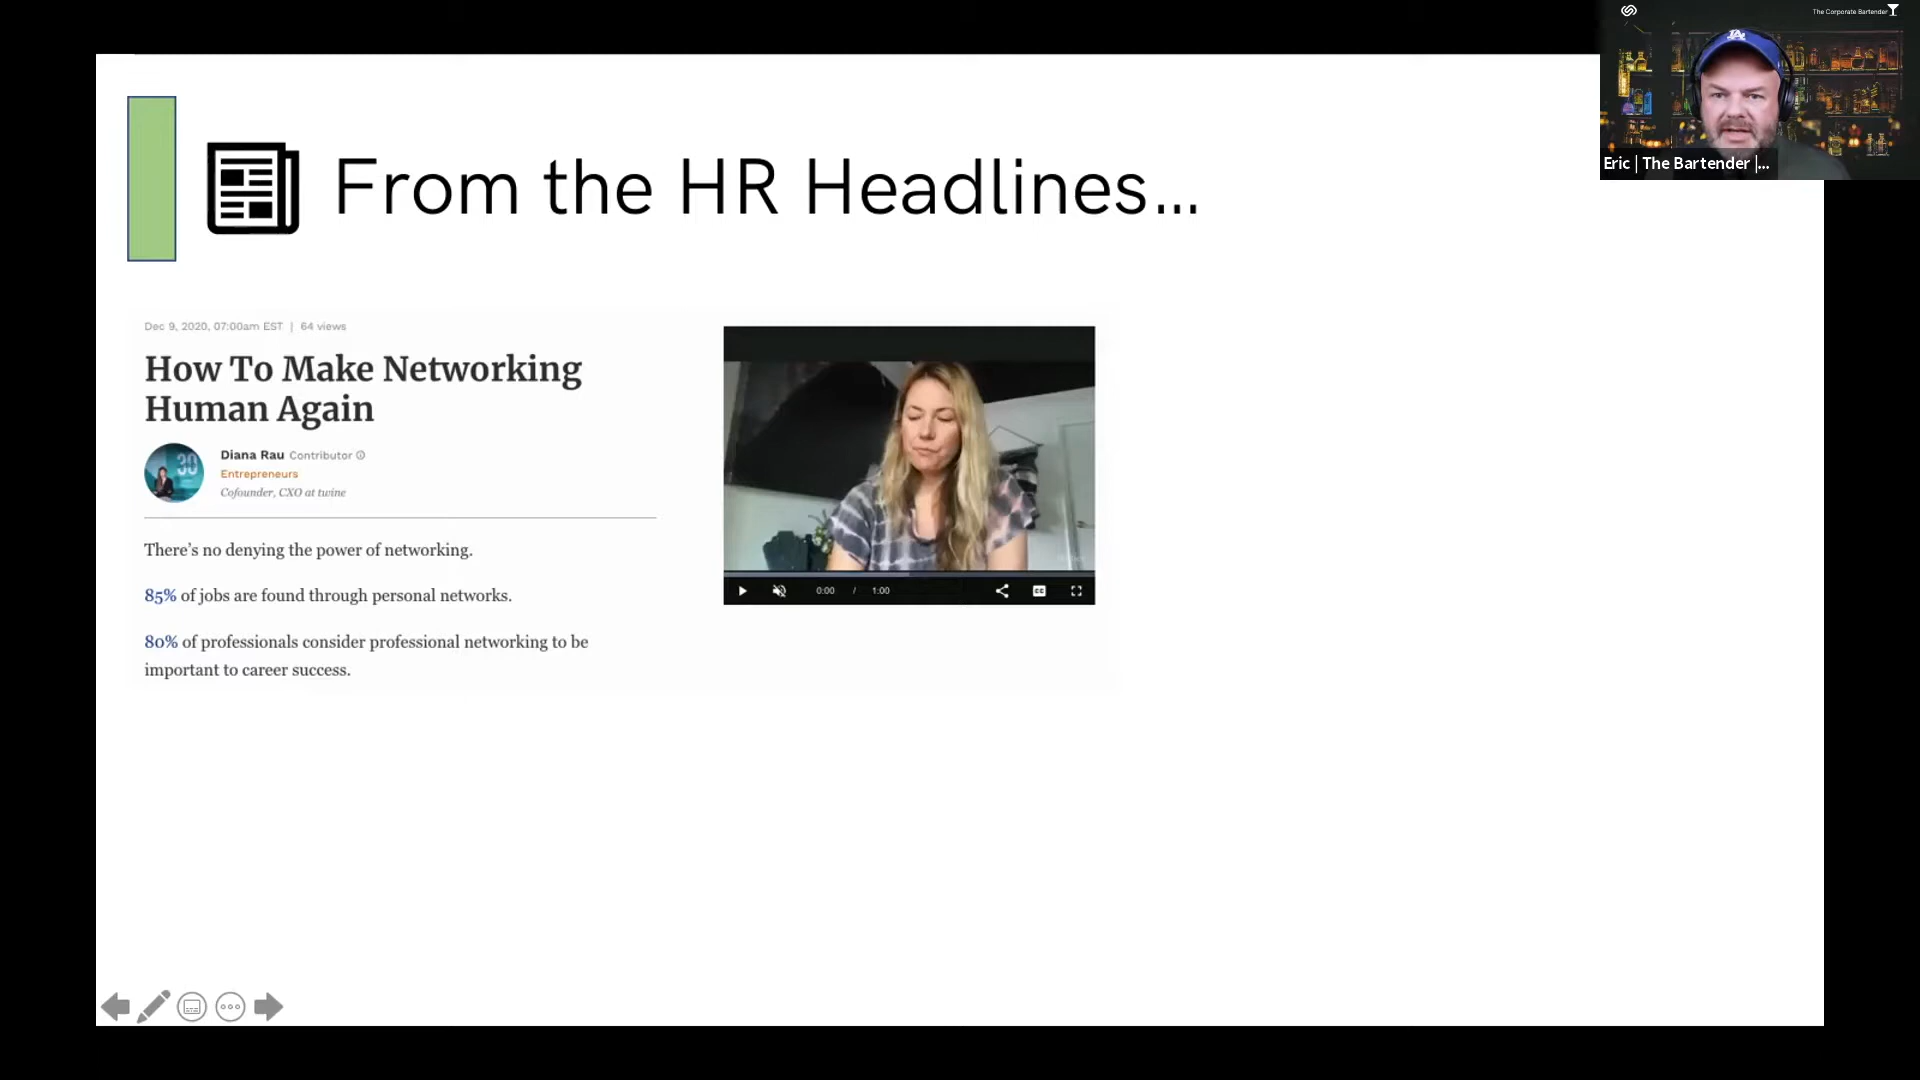 The Corporate Bartender
Eric | The Bartender |...
From the HR Headlines...
Dec 9, 2020, 07:00am EST | 64 views
How To Make Networking
Human Again
30
Diana Rau Contributor
Entrepreneurs
Cofounder, CXO at twine
There's no denying the power of networking.
85% of jobs are found through personal networks.
80% of professionals consider professional networking to be
important to career success.
0:00 / 1:00
CC